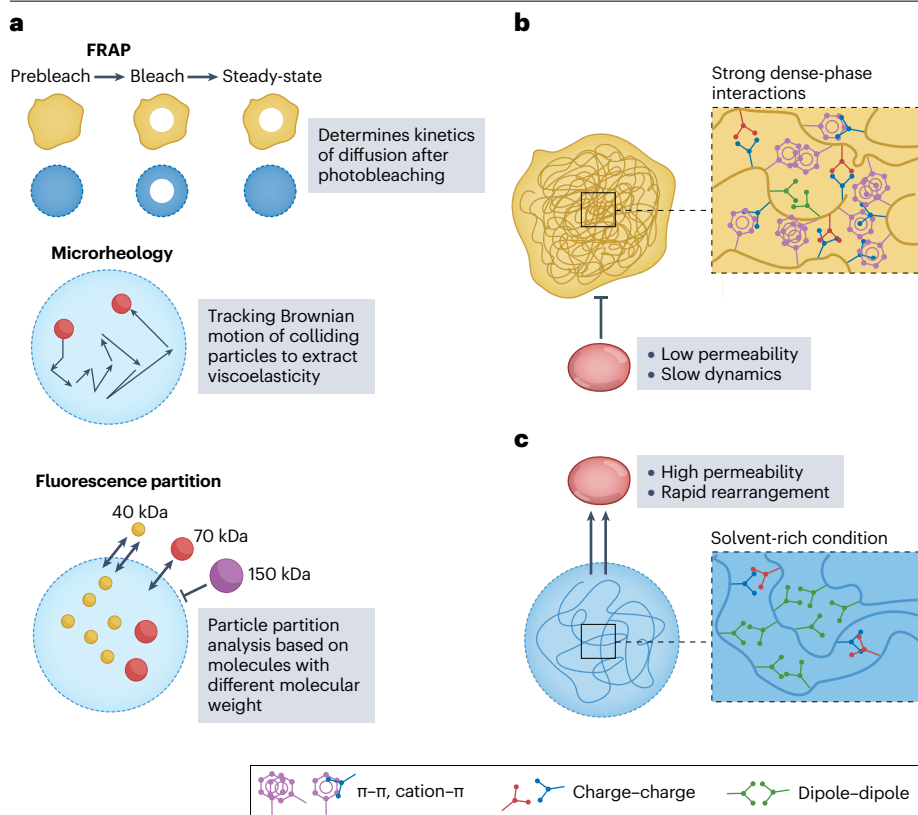 a
FRAP
Prebleach
Bleach
Steady-state
Determines kinetics
of diffusion after
photobleaching
Microrheology
Tracking Brownian
motion of colliding
particles to extract
viscoelasticity
Fluorescence partition
40 kDa
70 kDa
150 kDa
Particle partition
analysis based on
molecules with
different molecular
weight
b
Strong dense-phase
interactions
• Low permeability
• Slow dynamics
c
• High permeability
• Rapid rearrangement
Solvent-rich condition
π–π, cation–π
Charge–charge
Dipole–dipole